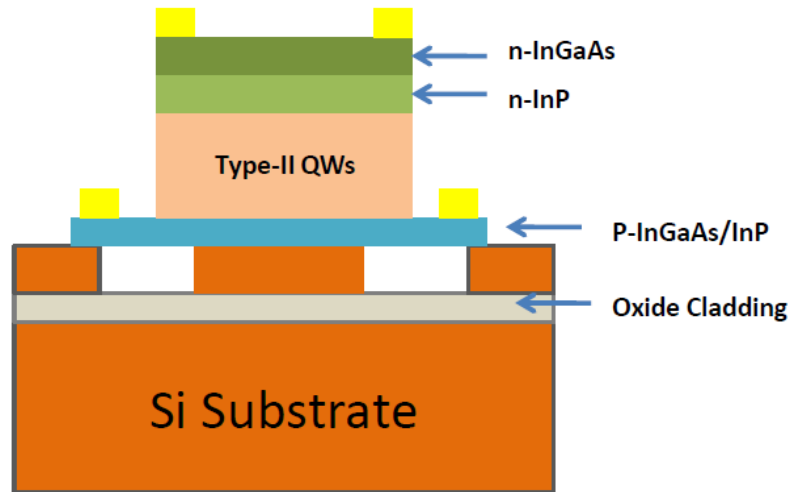 n-InGaAs
n-InP
Type-II QWs
P-InGaAs/InP
Oxide Cladding
Si Substrate